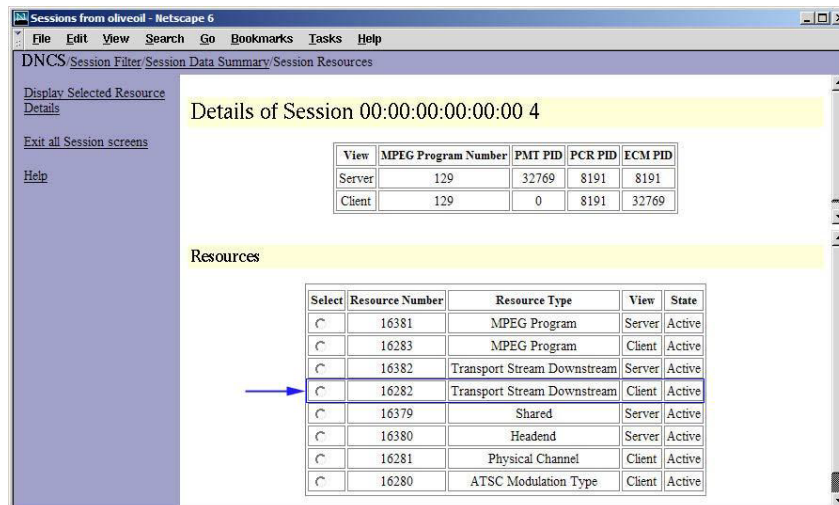 Sessions from oliveoil - Netscape 6
File Edit View Search Go Bookmarks Tasks Help
DNCS/Session Filter/Session Data Summary/Session Resources
Display Selected Resource
Details
Exit all Session screens
Help
Details of Session 00:00:00:00:00:00 4
View MPEG Program Number PMT PID PCR PID ECM PID
Server 129 32769 8191 8191
Client 129 0 8191 32769
Resources
Select Resource Number Resource Type View State
16381 MPEG Program Server Active
16283 MPEG Program Client Active
16382 Transport Stream Downstream Server Active
16282 Transport Stream Downstream Client Active
16379 Shared Server Active
16380 Headend Server Active
16281 Physical Channel Client Active
16280 ATSC Modulation Type Client Active